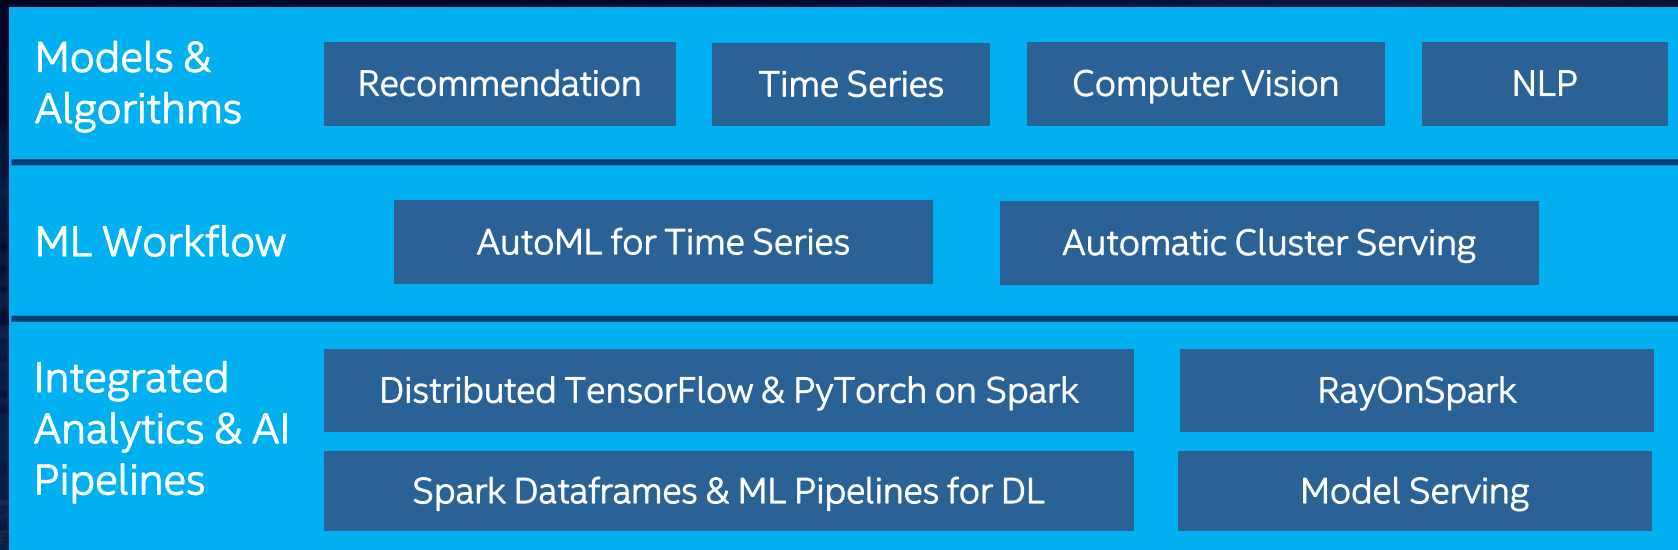 Models &
Algorithms
Recommendation
Time Series
Computer Vision
NLP
ML Workflow
AutoML for Time Series
Automatic Cluster Serving
Integrated
Analytics & AI
Pipelines
Distributed TensorFlow & PyTorch on Spark
RayOnSpark
Spark Dataframes & ML Pipelines for DL
Model Serving